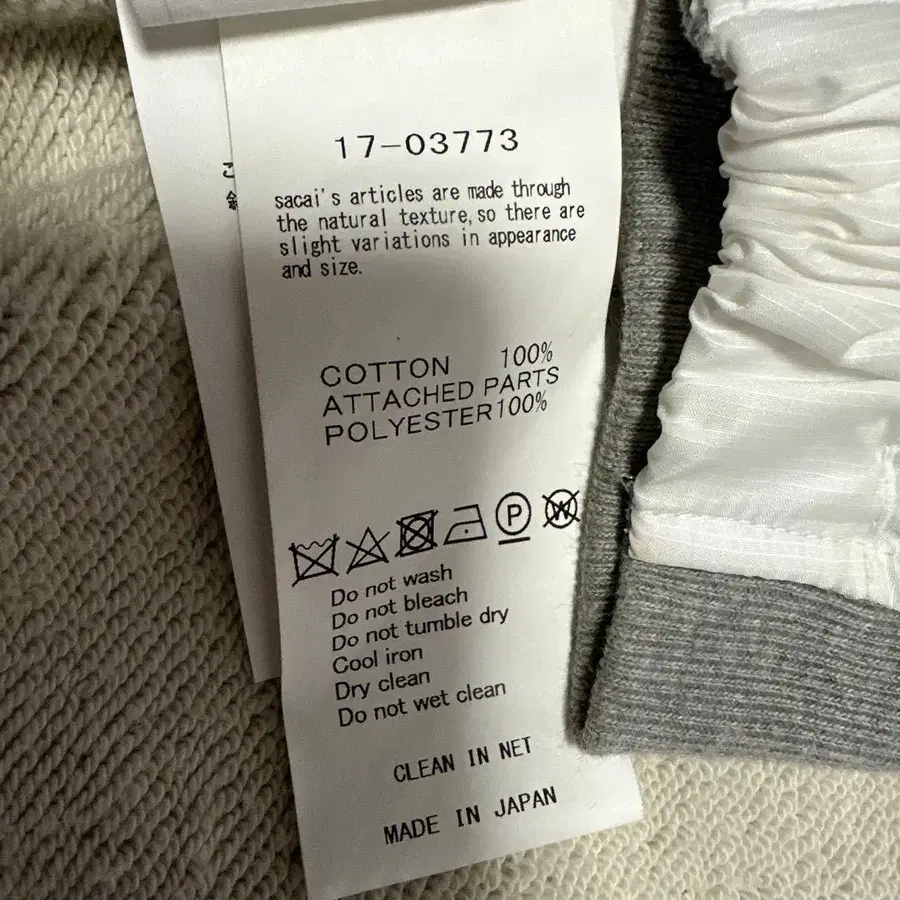 17-03773
sacai's articles are made through
the natural texture, so there are
slight variations in appearance
and size.
COTTON 100%
ATTACHED PARTS
POLYESTER 100%
P W
Do not wash
Do not bleach
Do not tumble dry
Cool iron
Dry clean
Do not wet clean
CLEAN IN NET
MADE IN JAPAN